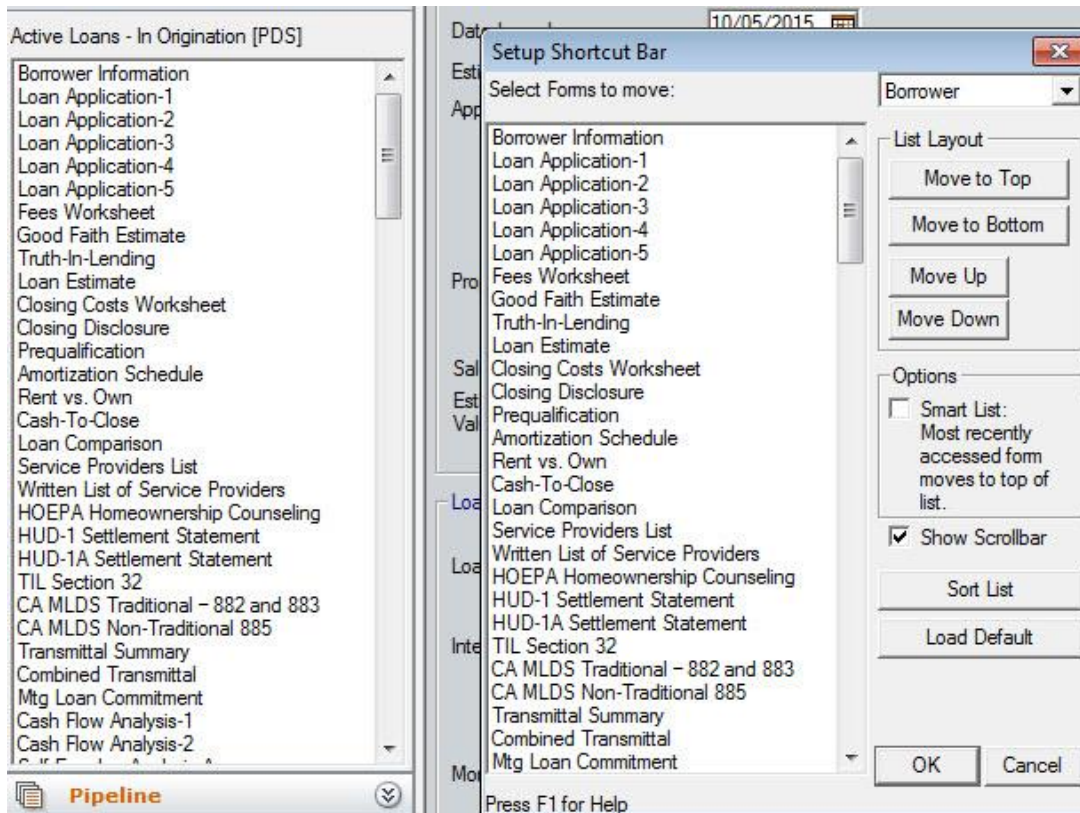 Active Loans - In Origination [PDS]
Borrower Information
Loan Application-1
Loan Application-2
Loan Application-3
Loan Application-4
Loan Application-5
Fees Worksheet
Good Faith Estimate
Truth-In-Lending
Loan Estimate
Closing Costs Worksheet
Closing Disclosure
Prequalification
Amortization Schedule
Rent vs. Own
Cash-To-Close
Loan Comparison
Service Providers List
Written List of Service Providers
HOEPA Homeownership Counseling
HUD-1 Settlement Statement
HUD-1A Settlement Statement
TIL Section 32
CA MLDS Traditional – 882 and 883
CA MLDS Non-Traditional 885
Transmittal Summary
Combined Transmittal
Mtg Loan Commitment
Cash Flow Analysis-1
Cash Flow Analysis-2
Pipeline
10/05/2015
Esti
App
Pro
Sal
Est
Val
Loa
Loa
Inte
Mor
Setup Shortcut Bar
Select Forms to move:
Borrower
Borrower Information
Loan Application-1
Loan Application-2
Loan Application-3
Loan Application-4
Loan Application-5
Fees Worksheet
Good Faith Estimate
Truth-In-Lending
Loan Estimate
Closing Costs Worksheet
Closing Disclosure
Prequalification
Amortization Schedule
Rent vs. Own
Cash-To-Close
Loan Comparison
Service Providers List
Written List of Service Providers
HOEPA Homeownership Counseling
HUD-1 Settlement Statement
HUD-1A Settlement Statement
TIL Section 32
CA MLDS Traditional – 882 and 883
CA MLDS Non-Traditional 885
Transmittal Summary
Combined Transmittal
Mtg Loan Commitment
List Layout
Move to Top
Move to Bottom
Move Up
Move Down
Options
Smart List:
Most recently
accessed form
moves to top of
list.
Show Scrollbar
Sort List
Load Default
OK
Cancel
Press F1 for Help